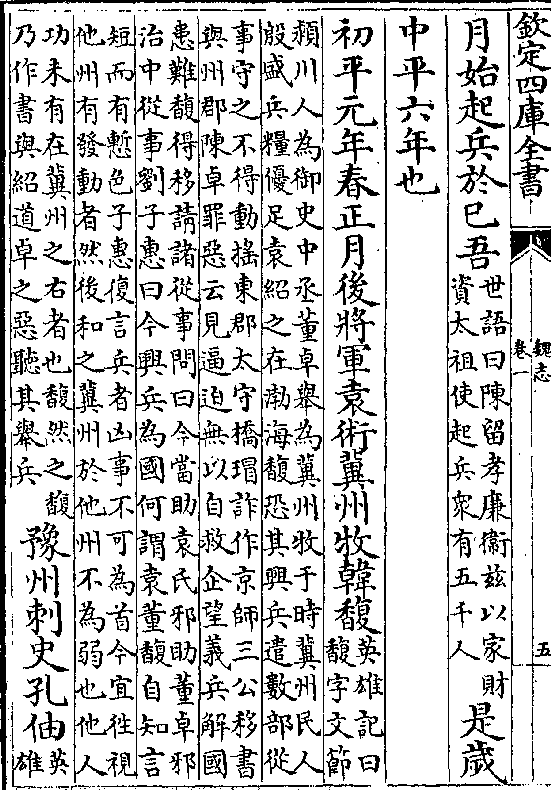 欽定四庫全書
魏志
卷一
五
月始起兵於巳吾
世語曰陳留孝廉衞兹以家財
資太祖使起兵衆有五千人
是歲
中平六年也
初平元年春正月後將軍袁術冀州牧韓馥
英雄記曰
馥字文節
頴川人為御史中丞董卓舉為冀州牧于時冀州民人
殷盛兵糧優足袁紹之在渤海馥恐其興兵遣數部從
事守之不得動搖東郡太守橋瑁詐作京師三公移書
與州郡陳卓罪惡云見逼迫無以自救企望義兵解國
患難馥得移請諸從事問曰今當助袁氏邪助董卓邪
治中從事劉子惠曰今興兵為國何謂袁董馥自知言
短而有慙色子惠復言兵者凶事不可為首今宜徃視
他州有發動者然後和之冀州於他州不為弱也他人
功未有在冀州之右者也馥然之馥
乃作書與紹道卓之惡聽其舉兵
豫州刺史孔伷
英
雄